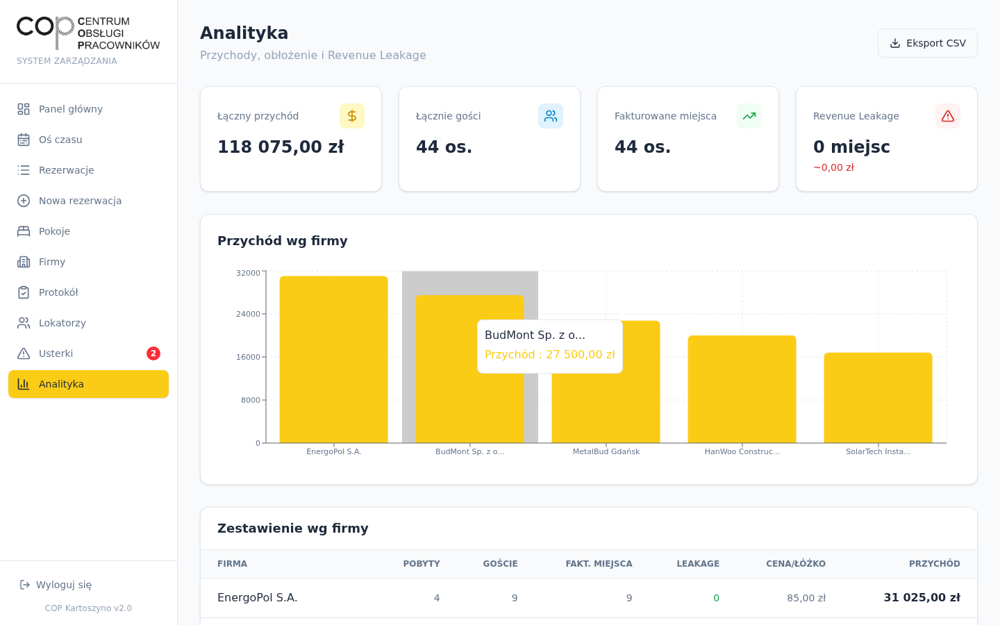 COP CENTRUM
OBSŁUGI
PRACOWNIKÓW
SYSTEM ZARZĄDZANIA
Panel główny
Oś czasu
Rezerwacje
Nowa rezerwacja
Pokoje
Firmy
Protokół
Lokatorzy
Usterki 2
Analityka
Wyloguj się
COP Kartoszyno v2.0
Analityka
Przychody, obłożenie i Revenue Leakage
Eksport CSV
Łączny przychód
118 075,00 zł
Łącznie gości
44 os.
Fakturowane miejsca
44 os.
Revenue Leakage
0 miejsc
~0,00 zł
Przychód wg firmy
32000
24000
16000
8000
0
BudMont Sp. z o...
Przychód : 27 500,00 zł
EnergoPol S.A. BudMont Sp. z o... MetalBud Gdańsk HanWoo Construc... SolarTech Insta...
Zestawienie wg firmy
FIRMA POBYTY GOŚCIE FAKT. MIEJSCA LEAKAGE CENA/ŁÓŻKO PRZYCHÓD
EnergoPol S.A. 4 9 9 0 85,00 zł 31 025,00 zł